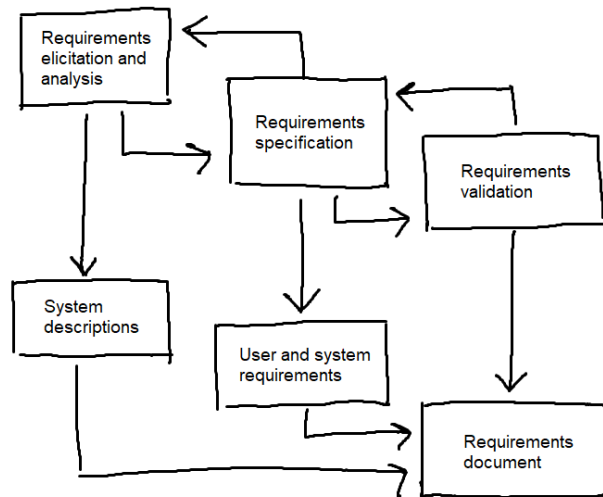 Requirements
elicitation and
analysis
Requirements
specification
Requirements
validation
System
descriptions
User and system
requirements
Requirements
document